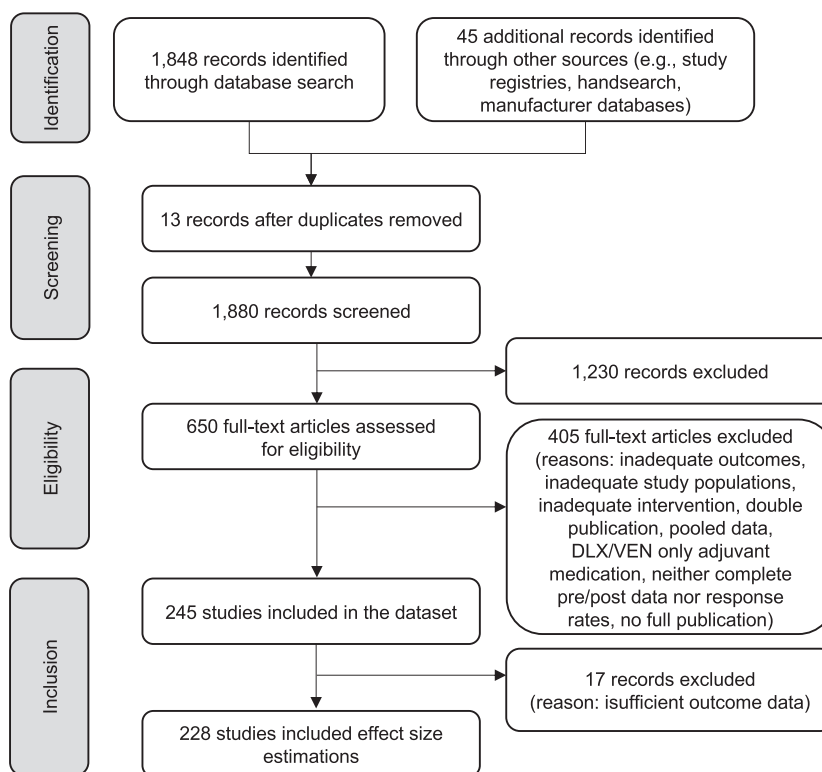 Identification
1,848 records identified
through database search
45 additional records identified
through other sources (e.g., study
registries, handsearch,
manufacturer databases)
Screening
13 records after duplicates removed
1,880 records screened
1,230 records excluded
Eligibility
650 full-text articles assessed
for eligibility
405 full-text articles excluded
(reasons: inadequate outcomes,
inadequate study populations,
inadequate intervention, double
publication, pooled data,
DLX/VEN only adjuvant
medication, neither complete
pre/post data nor response
rates, no full publication)
Inclusion
245 studies included in the dataset
17 records excluded
(reason: isufficient outcome data)
228 studies included effect size
estimations